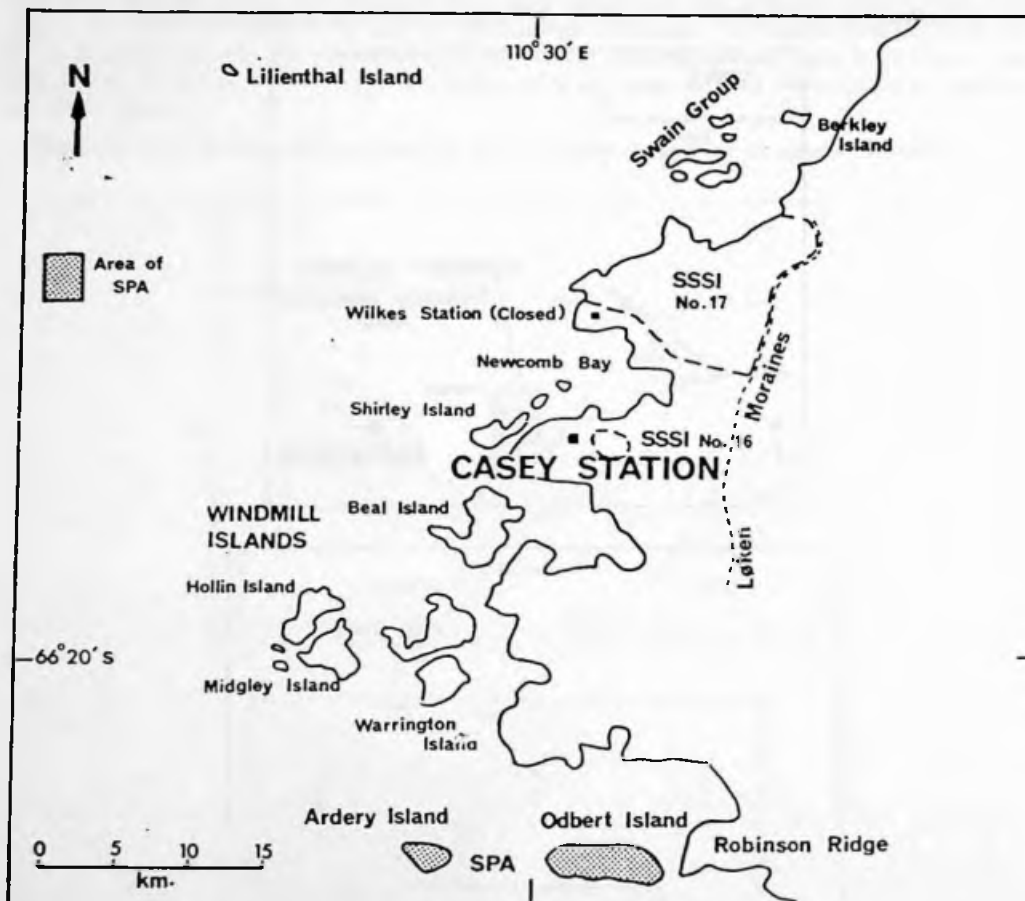 110° 30′ E
N
Lilienthal Island
Swain Group
Berkley
Island
Area of
SPA
SSSI
No. 17
Wilkes Station (Closed)
Newcomb Bay
Moraines
Shirley Island
SSSI No. 16
CASEY STATION
Beal Island
WINDMILL
ISLANDS
Løken
Hollin Island
66° 20′ S
Midgley Island
Warrington
Island
Ardery Island
Odbert Island
0 5 10 15
km.
SPA
Robinson Ridge